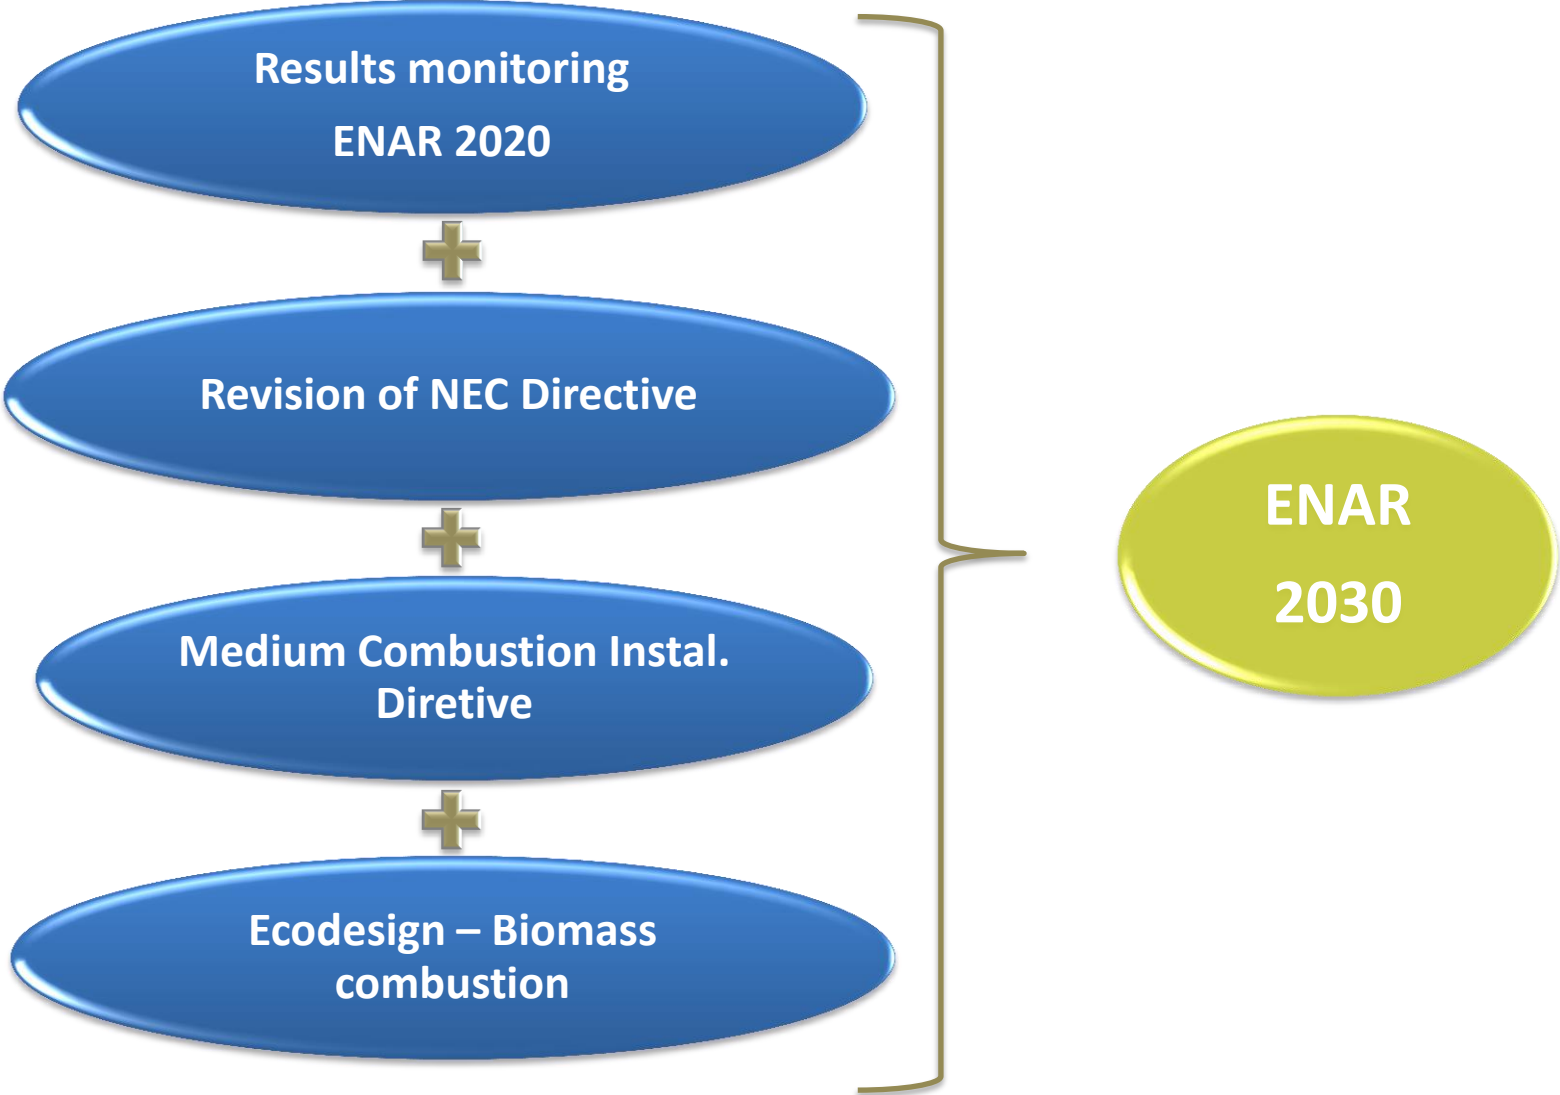 Results monitoring
ENAR 2020
Revision of NEC Directive
Medium Combustion Instal.
Diretive
Ecodesign – Biomass
combustion
ENAR
2030